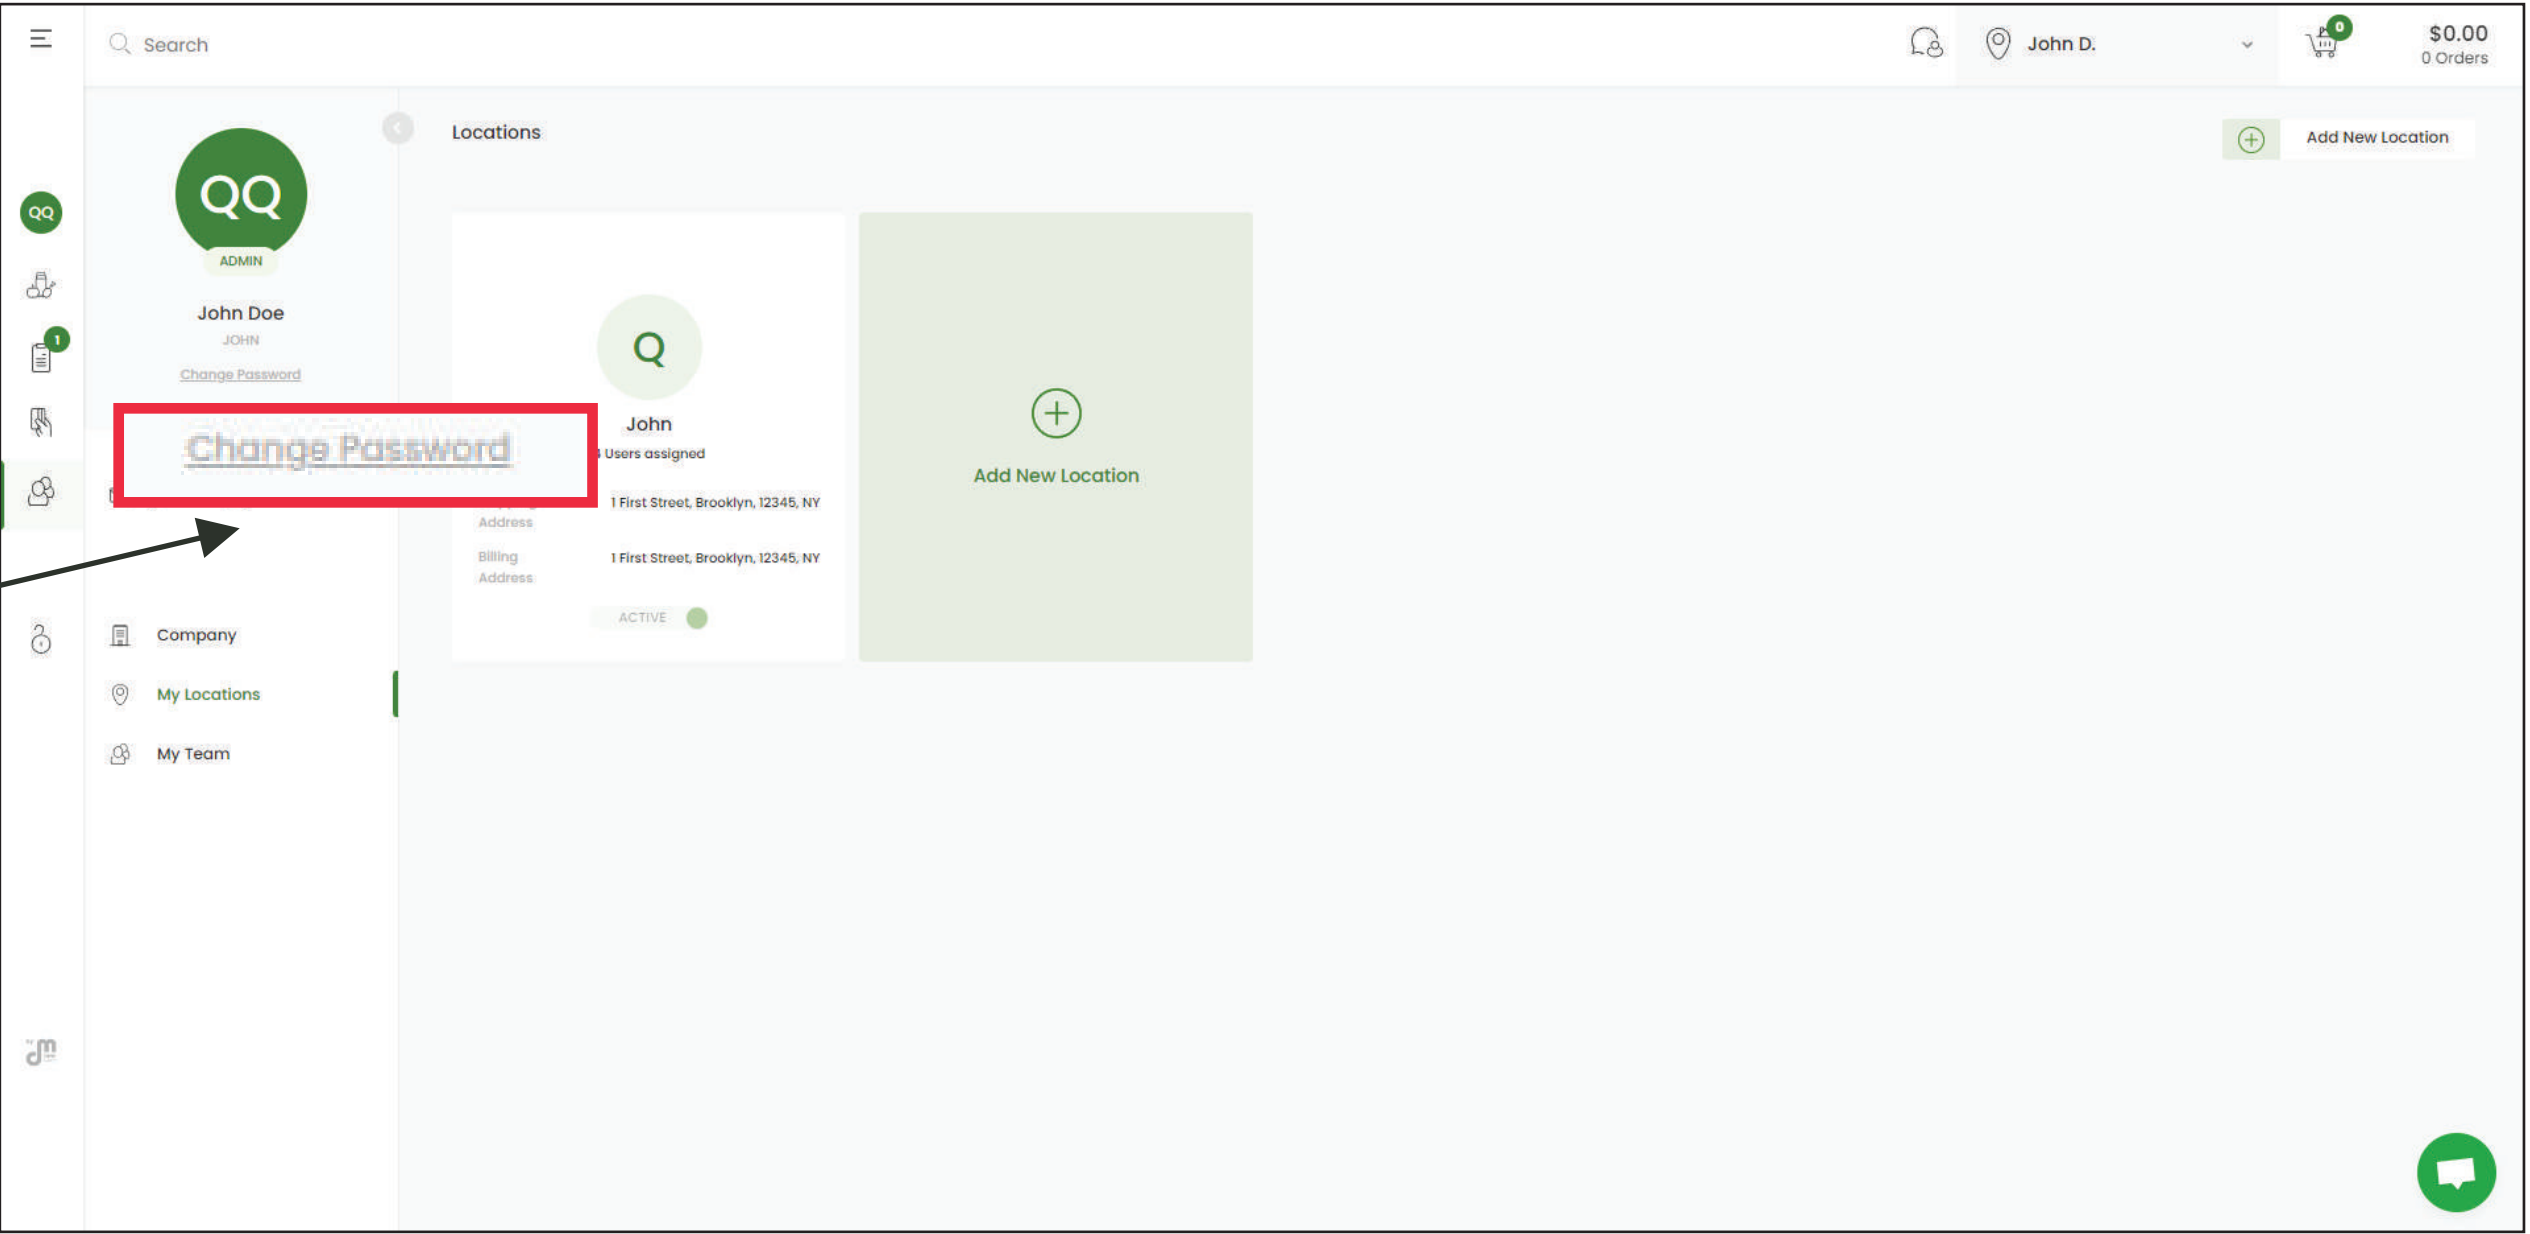 Search
John D.
0
$0.00
0 Orders
QQ
1
QQ
ADMIN
John Doe
JOHN
Change Password
Change Password
Company
My Locations
My Team
Locations
Add New Location
Q
John
Users assigned
Address
1 First Street, Brooklyn, 12345, NY
Billing
Address
1 First Street, Brooklyn, 12345, NY
ACTIVE
Add New Location